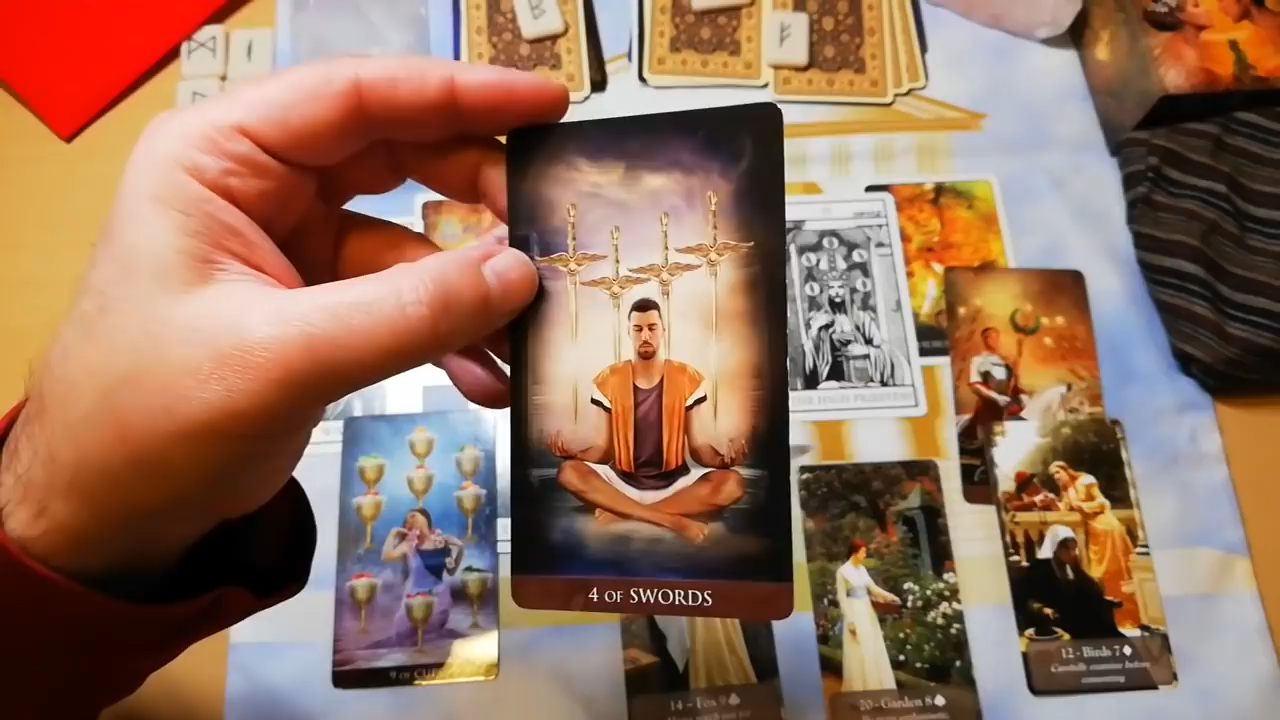 ᛗ ᛁ
ᚹ
ᚠ
THE HIGH PRIESTESS
4 OF SWORDS
9 OF CUPS
12 - Birds 7♦
Carefully examine before
consenting
14 - Fox 9♣
20 - Garden 8♠